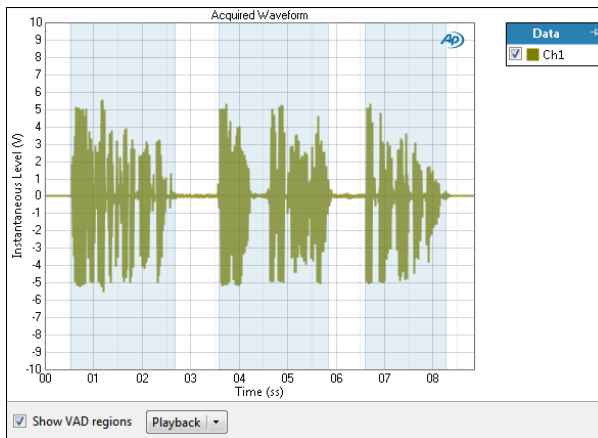 Acquired Waveform
Instantaneous Level (V)
10
9
8
7
6
5
4
3
2
1
0
-1
-2
-3
-4
-5
-6
-7
-8
-9
-10
00 01 02 03 04 05 06 07 08
Time (ss)
AP
Data
Ch1
Show VAD regions
Playback